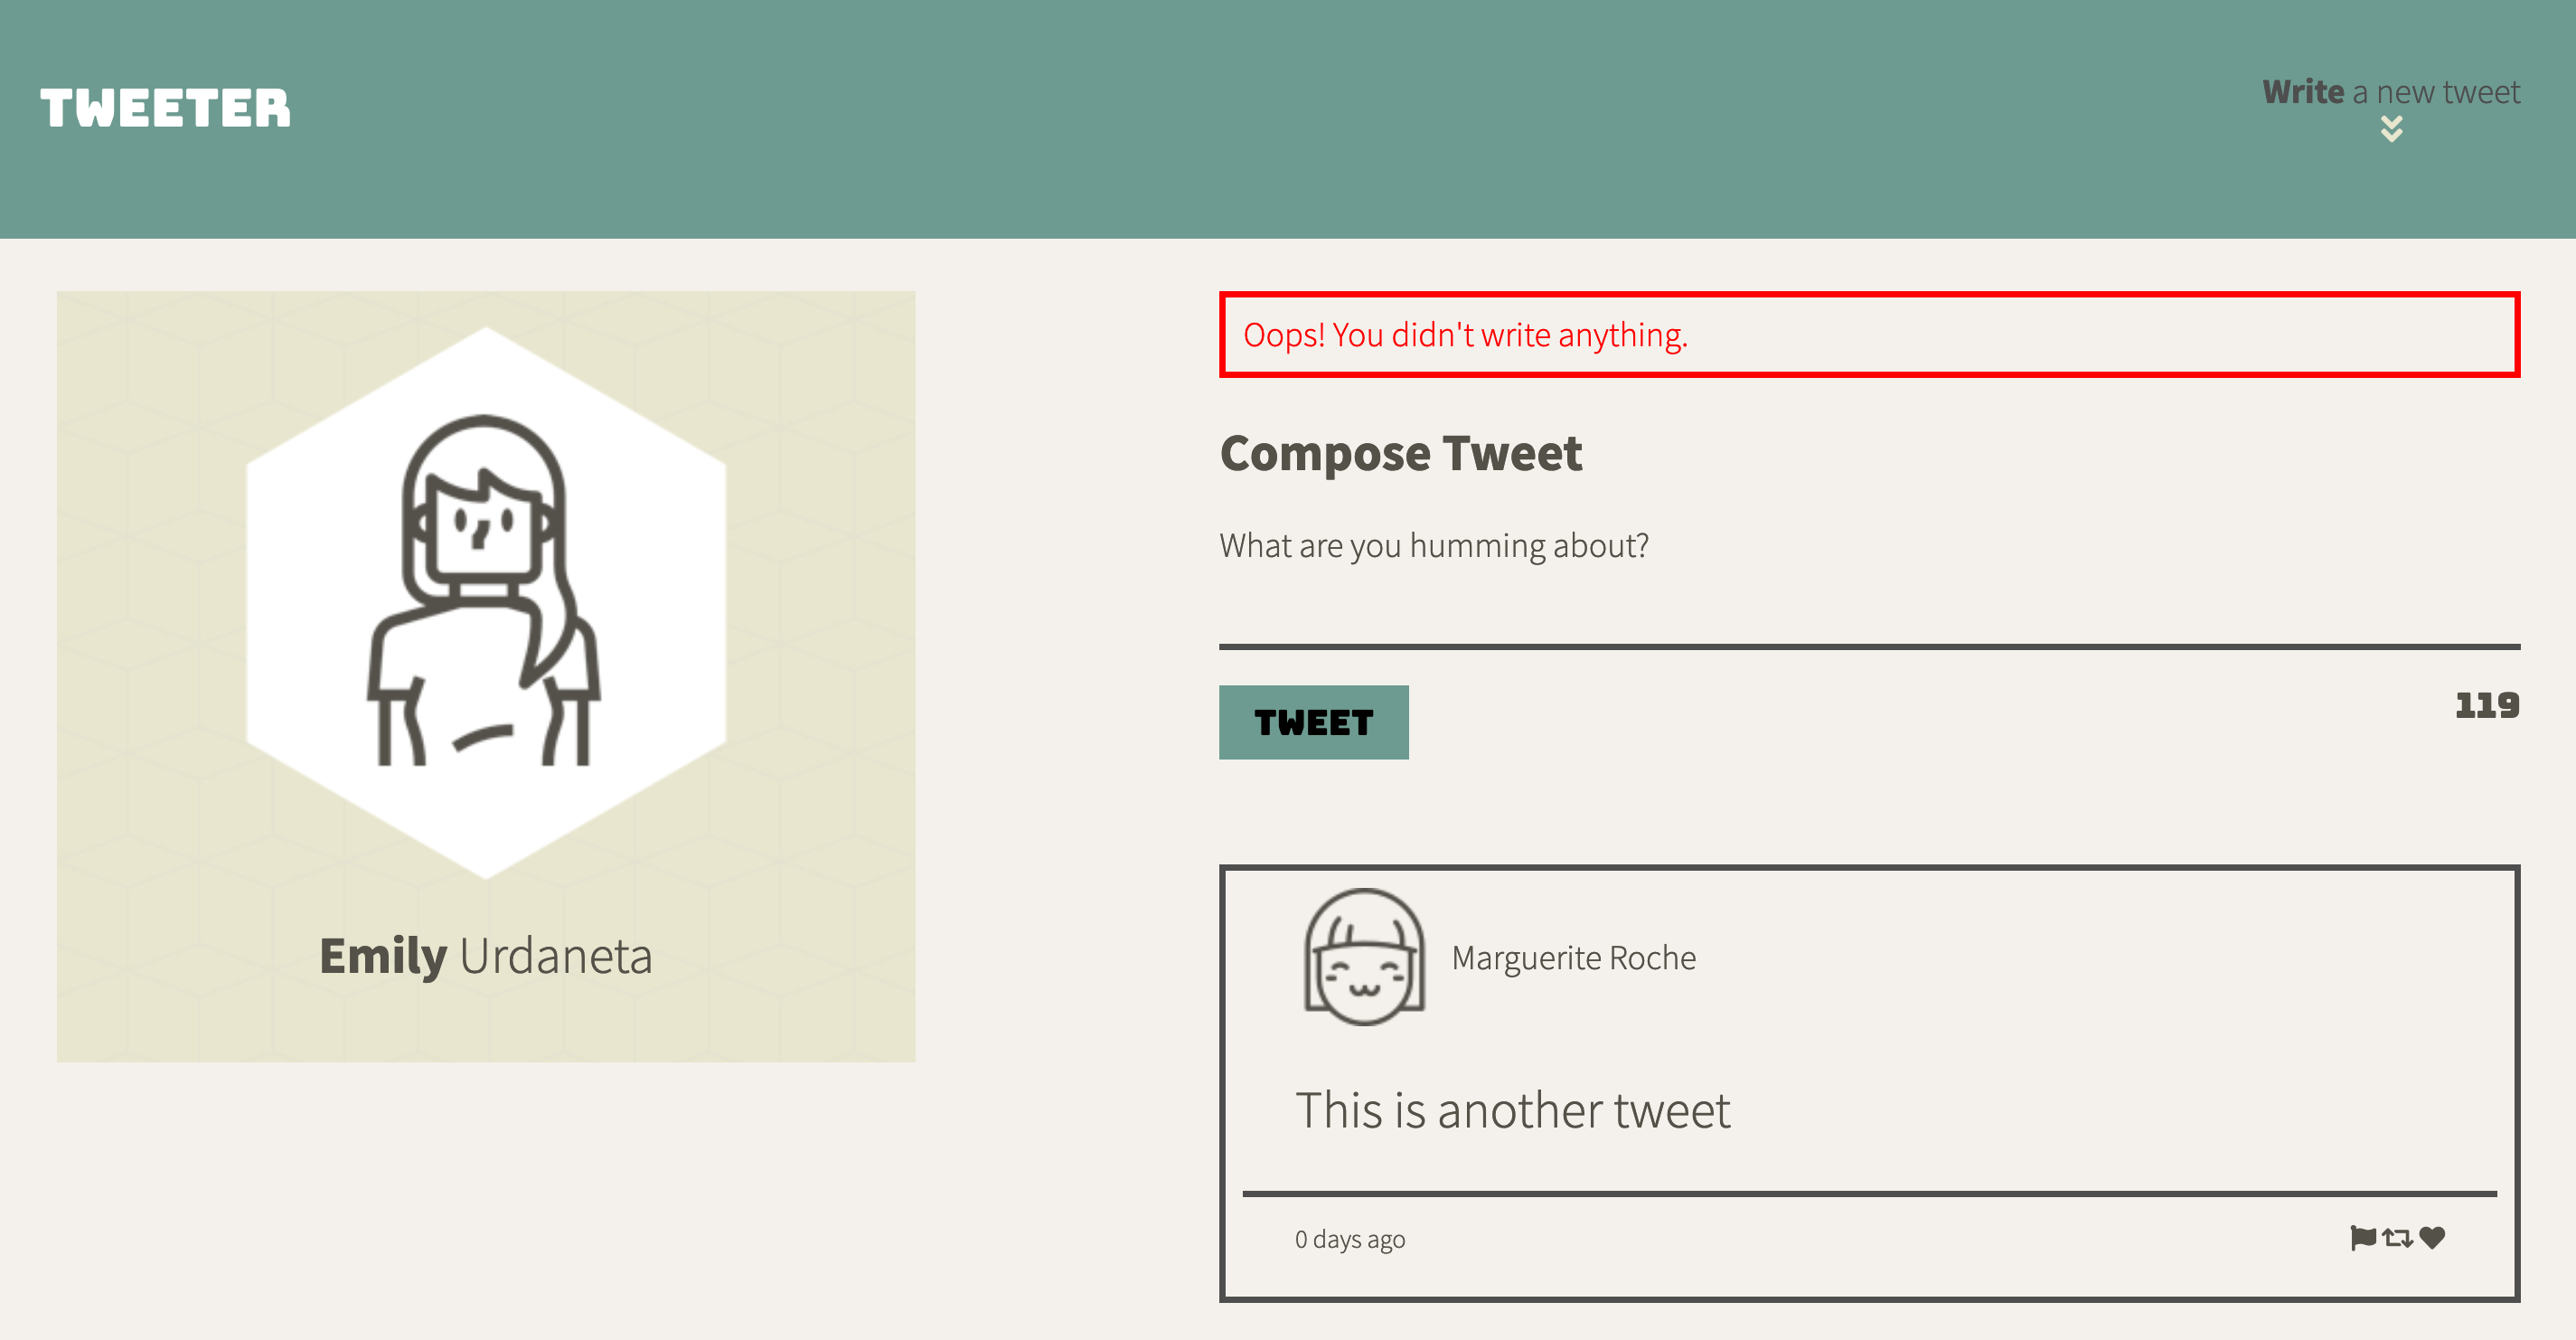 TWEETER
Write a new tweet
Oops! You didn't write anything.
Compose Tweet
What are you humming about?
TWEET
119
Emily Urdaneta
Marguerite Roche
This is another tweet
0 days ago